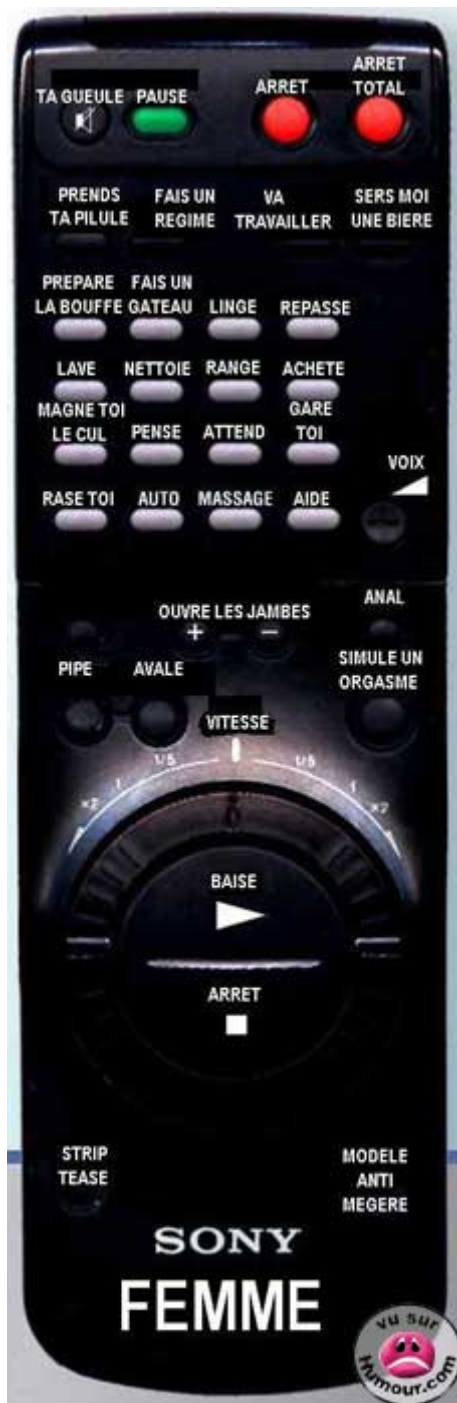 TA GUEULE PAUSE ARRET ARRET TOTAL
PRENDS TA PILULE FAIS UN REGIME VA TRAVAILLER SERS MOI UNE BIERE
PREPARE LA BOUFFE FAIS UN GATEAU LINGE REPASSE
LAVE NETTOIE RANGE ACHETE
MAGNE TOI LE CUL PENSE ATTEND GARE TOI
VOIX
RASE TOI AUTO MASSAGE AIDE
OUVRE LES JAMBES
+ -
ANAL
PIPE AVALE
SIMULE UN ORGASME
VITESSE
×2 1 1/5 1/5 1 ×2
BAISE
ARRET
STRIP TEASE
MODELE ANTI MEGERE
SONY
FEMME
vu sur
Humour.com